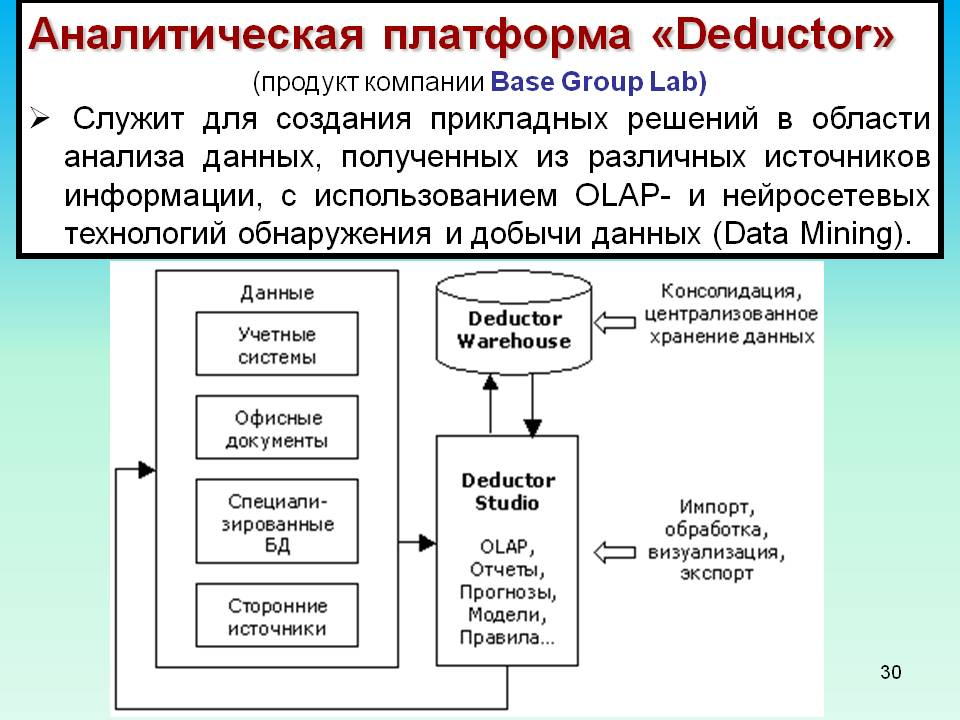 Аналитическая платформа «Deductor»
(продукт компании Base Group Lab)
➢ Служит для создания прикладных решений в области
анализа данных, полученных из различных источников
информации, с использованием OLAP- и нейросетевых
технологий обнаружения и добычи данных (Data Mining).
Данные
Учетные
системы
Офисные
документы
Специали-
зированные
БД
Сторонние
источники
Deductor
Warehouse
Консолидация,
централизованное
хранение данных
Deductor
Studio
OLAP,
Отчеты,
Прогнозы,
Модели,
Правила...
Импорт,
обработка,
визуализация,
экспорт
30